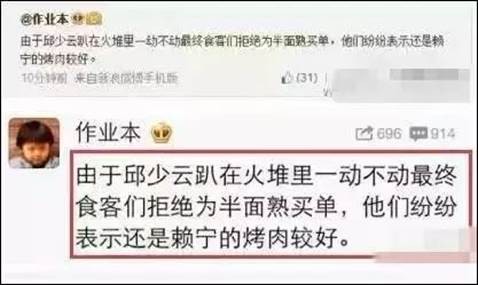 @作业本
由于邱少云趴在火堆里一动不动最终食客们拒绝为半面熟买单，他们纷纷表示还是赖
宁的烤肉较好。
10分钟前 来自新浪微博手机版 (31)
作业本 696 914
由于邱少云趴在火堆里一动不动最终
食客们拒绝为半面熟买单，他们纷纷
表示还是赖宁的烤肉较好。